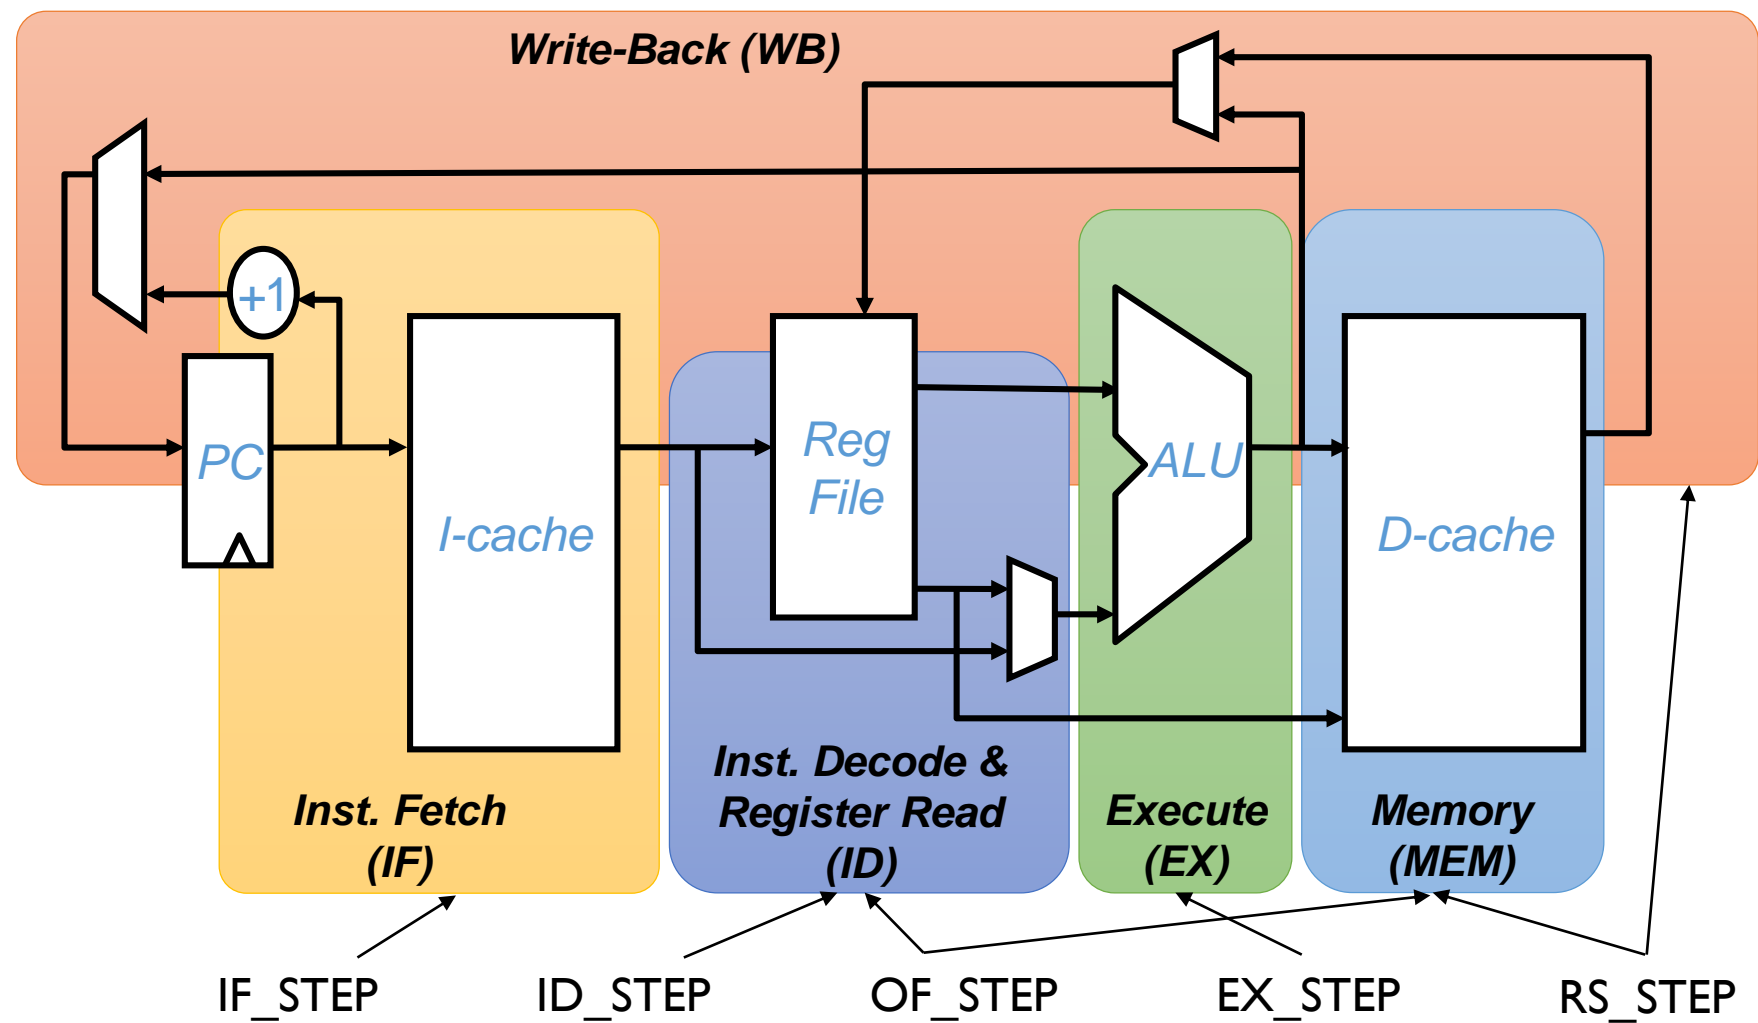 Write-Back (WB)
+1
PC
I-cache
Reg
File
ALU
D-cache
Inst. Fetch
(IF)
Inst. Decode &
Register Read
(ID)
Execute
(EX)
Memory
(MEM)
IF_STEP
ID_STEP
OF_STEP
EX_STEP
RS_STEP